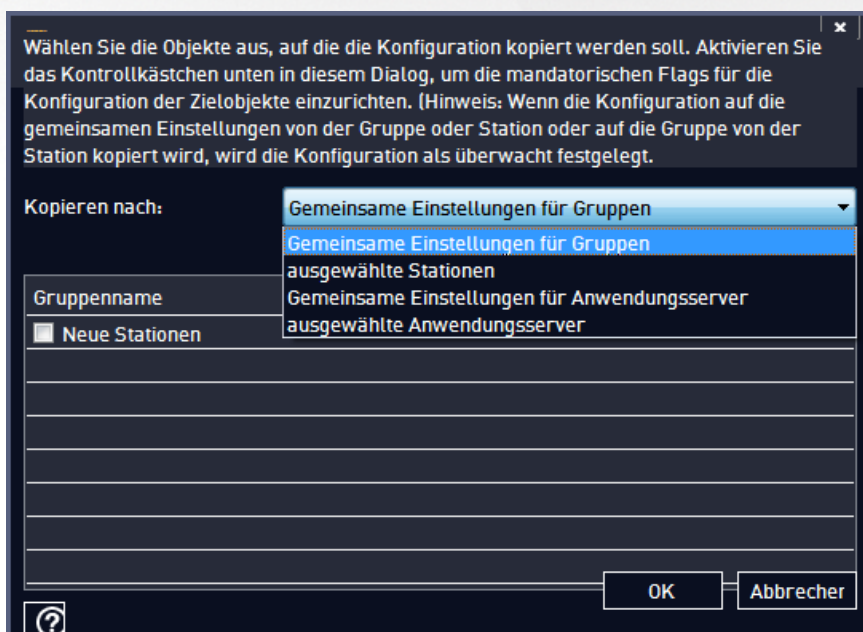 Wählen Sie die Objekte aus, auf die die Konfiguration kopiert werden soll. Aktivieren Sie
das Kontrollkästchen unten in diesem Dialog, um die mandatorischen Flags für die
Konfiguration der Zielobjekte einzurichten. (Hinweis: Wenn die Konfiguration auf die
gemeinsamen Einstellungen von der Gruppe oder Station oder auf die Gruppe von der
Station kopiert wird, wird die Konfiguration als überwacht festgelegt.
Kopieren nach:
Gemeinsame Einstellungen für Gruppen
Gemeinsame Einstellungen für Gruppen
ausgewählte Stationen
Gemeinsame Einstellungen für Anwendungsserver
ausgewählte Anwendungsserver
Gruppenname
Neue Stationen
OK
Abbrecher